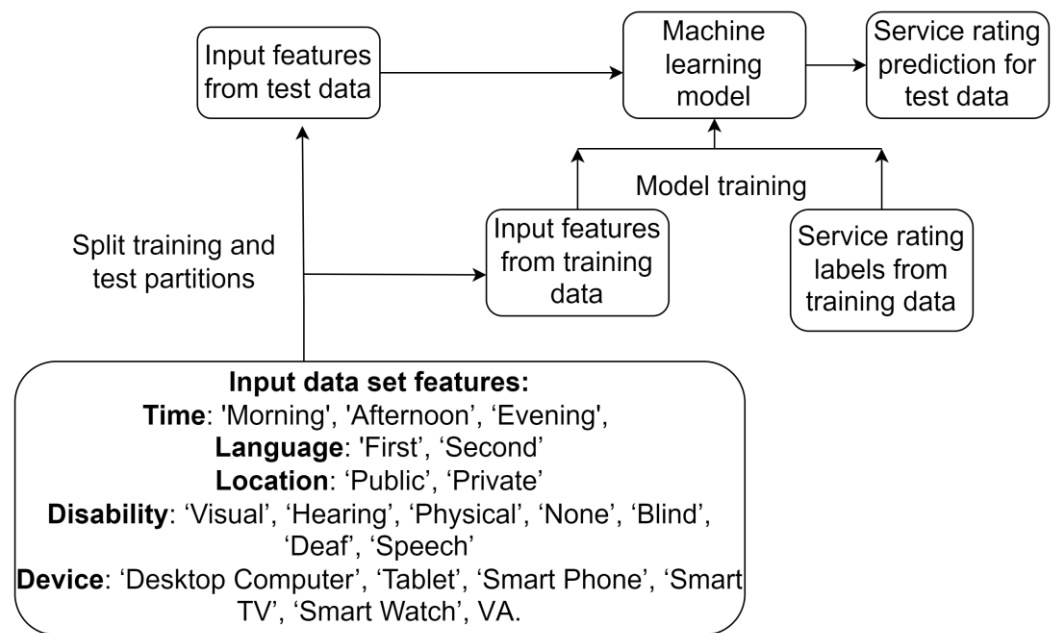 Input features
from test data
Machine
learning
model
Service rating
prediction for
test data
Model training
Split training and
test partitions
Input features
from training
data
Service rating
labels from
training data
Input data set features:
Time: 'Morning', 'Afternoon’, ‘Evening',
Language: 'First’, ‘Second’
Location: ‘Public’, ‘Private’
Disability: ‘Visual’, ‘Hearing’, ‘Physical’, ‘None’, ‘Blind’,
‘Deaf’, ‘Speech’
Device: ‘Desktop Computer’, ‘Tablet’, ‘Smart Phone’, ‘Smart
TV’, ‘Smart Watch’, VA.